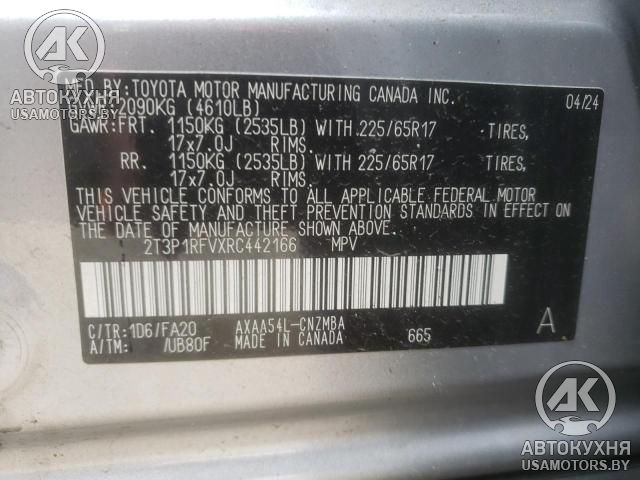 AK
АВТОКУХНЯ
USAMOTORS.BY
MFD BY: TOYOTA MOTOR MANUFACTURING CANADA INC.
2090KG (4610LB) 04/24
GAWR: FRT. 1150KG (2535LB) WITH 225/65R17 TIRES,
17x7.0J RIMS.
RR. 1150KG (2535LB) WITH 225/65R17 TIRES,
17x7.0J RIMS.
THIS VEHICLE CONFORMS TO ALL APPLICABLE FEDERAL MOTOR
VEHICLE SAFETY AND THEFT PREVENTION STANDARDS IN EFFECT ON
THE DATE OF MANUFACTURE SHOWN ABOVE.
2T3P1RFVXRC442166 MPV
C/TR: 1D6/FA20 AXAA54L-CNZMBA A
A/TM: /UB80F MADE IN CANADA 665
AK
АВТОКУХНЯ
USAMOTORS.BY